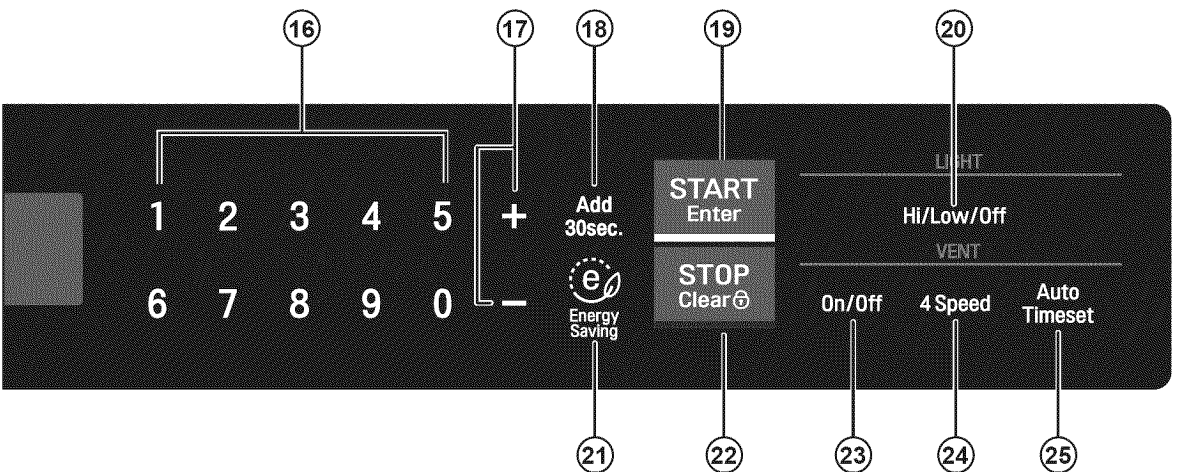 16 17 18 19 20
LIGHT
START
Enter
Add
30sec.
1 2 3 4 5 +
Hi/Low/Off
VENT
STOP
Clear
e
Energy
Saving
6 7 8 9 0 −
On/Off 4 Speed Auto
Timeset
21 22 23 24 25